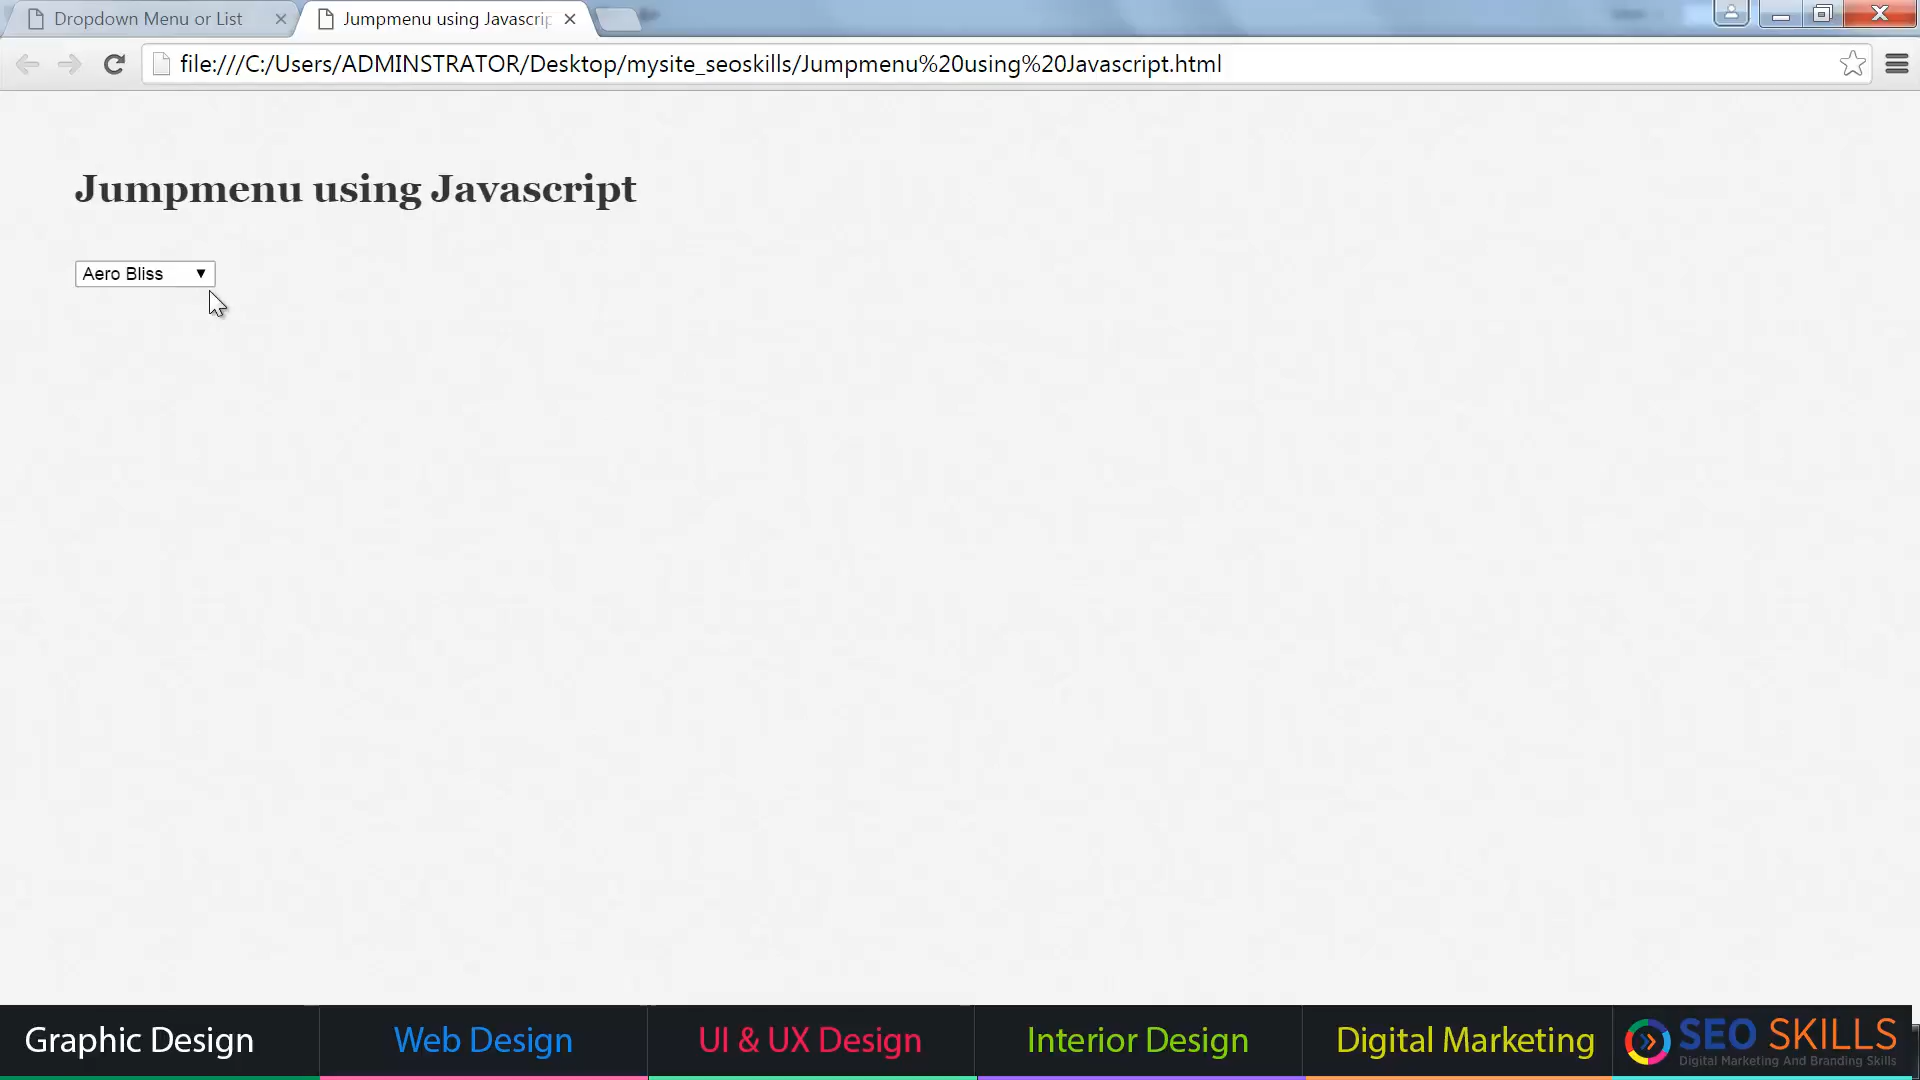 Dropdown Menu or List
Jumpmenu using Javascrip
file:///C:/Users/ADMINSTRATOR/Desktop/mysite_seoskills/Jumpmenu%20using%20Javascript.html
Jumpmenu using Javascript
Aero Bliss
Graphic Design
Web Design
UI & UX Design
Interior Design
Digital Marketing
SEO SKILLS
Digital Marketing And Branding Skills